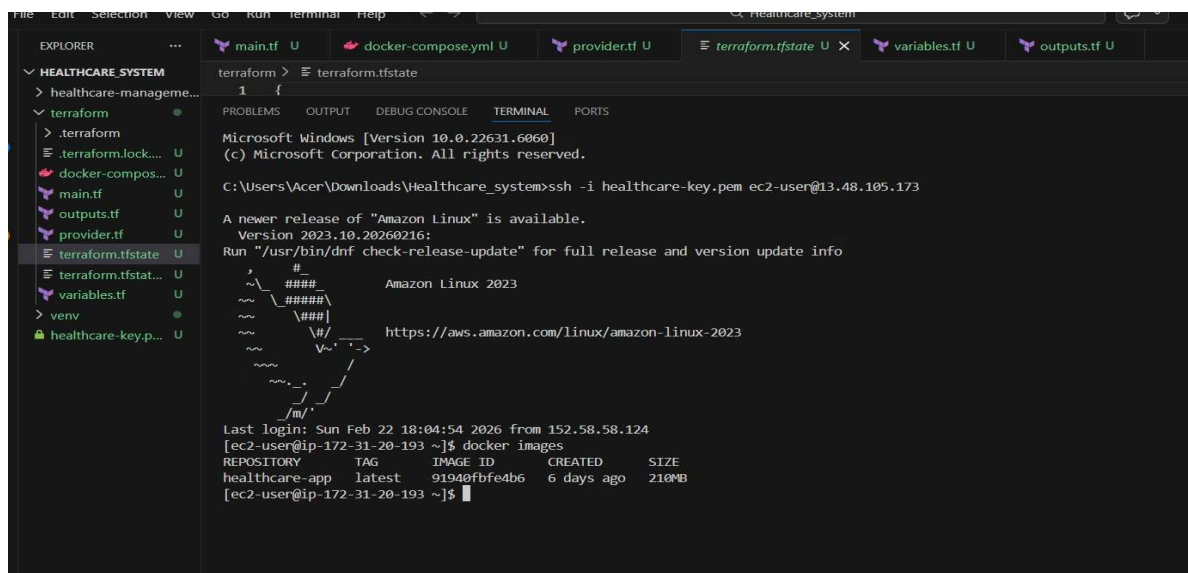 File Edit Selection View Go Run Terminal Help
Healthcare_system
EXPLORER ...
main.tf U docker-compose.yml U provider.tf U terraform.tfstate U variables.tf U outputs.tf U
HEALTHCARE_SYSTEM
healthcare-manageme...
terraform
.terraform
.terraform.lock.... U
docker-compos... U
main.tf U
outputs.tf U
provider.tf U
terraform.tfstate U
terraform.tfstat... U
variables.tf U
venv
healthcare-key.p... U
terraform > terraform.tfstate
1 {
PROBLEMS OUTPUT DEBUG CONSOLE TERMINAL PORTS
Microsoft Windows [Version 10.0.22631.6060]
(c) Microsoft Corporation. All rights reserved.
C:\Users\Acer\Downloads\Healthcare_system>ssh -i healthcare-key.pem ec2-user@13.48.105.173
A newer release of "Amazon Linux" is available.
Version 2023.10.20260216:
Run "/usr/bin/dnf check-release-update" for full release and version update info
, #_
~\_ ####_ Amazon Linux 2023
~~ \_#####\
~~ \###|
~~ \#/ ___ https://aws.amazon.com/linux/amazon-linux-2023
~~ V~' '->
~~~ /
~~._. _/
_/ _/
_/m/'
Last login: Sun Feb 22 18:04:54 2026 from 152.58.58.124
[ec2-user@ip-172-31-20-193 ~]$ docker images
REPOSITORY TAG IMAGE ID CREATED SIZE
healthcare-app latest 91940fbfe4b6 6 days ago 210MB
[ec2-user@ip-172-31-20-193 ~]$